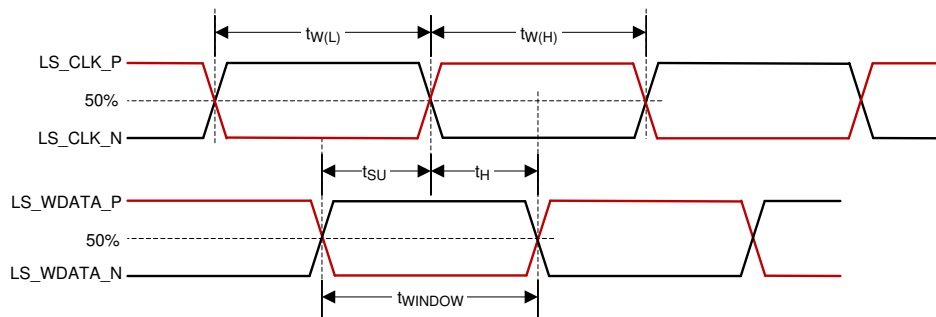 tW(L)
tW(H)
LS_CLK_P
50%
LS_CLK_N
tSU
tH
LS_WDATA_P
50%
LS_WDATA_N
tWINDOW